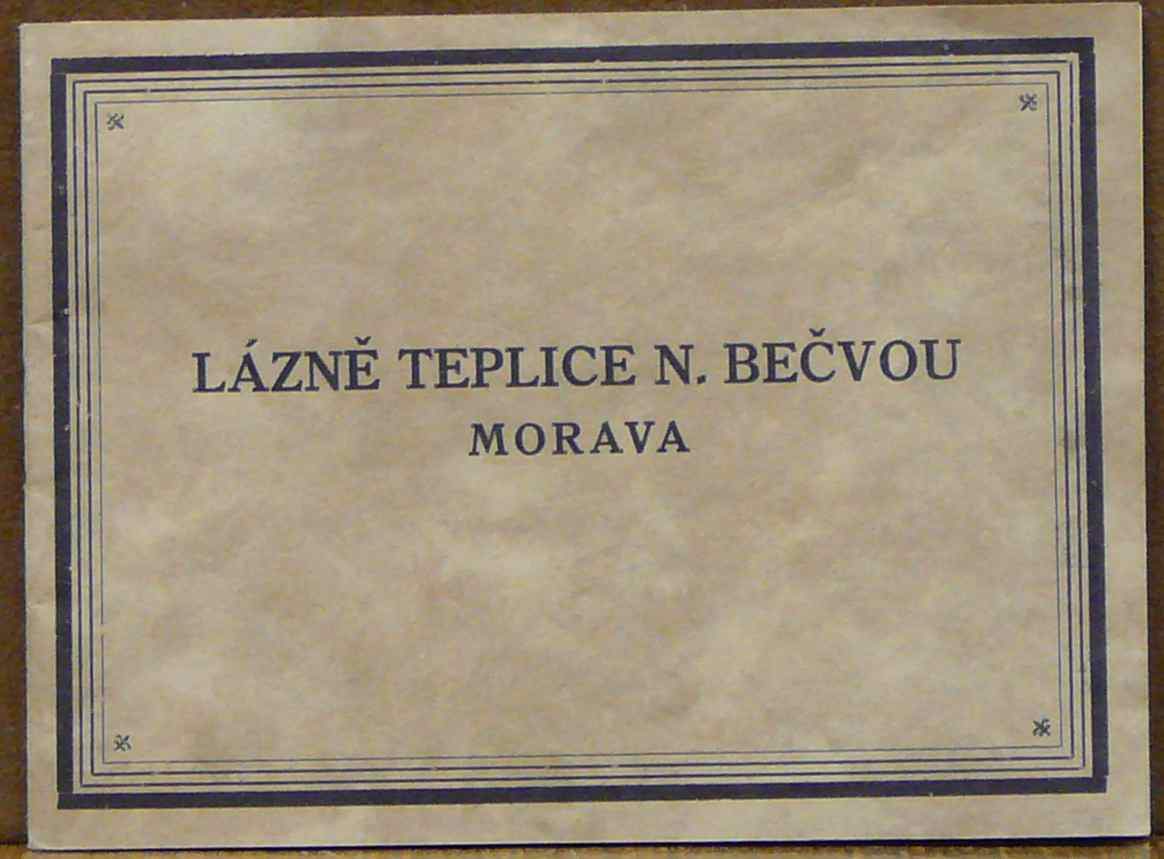 LÁZNĚ TEPLICE N. BEČVOU
MORAVA